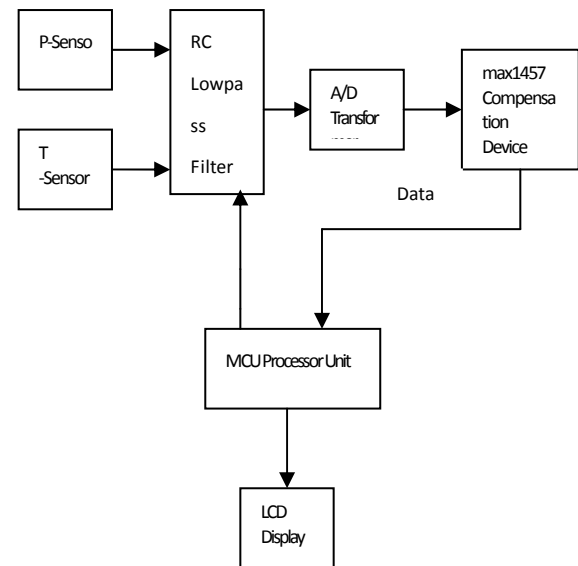 P-Senso
RC
Lowpa
ss
Filter
A/D
Transfor
max1457
Compensa
tion
Device
T
-Sensor
Data
MCU Processor Unit
LCD
Display